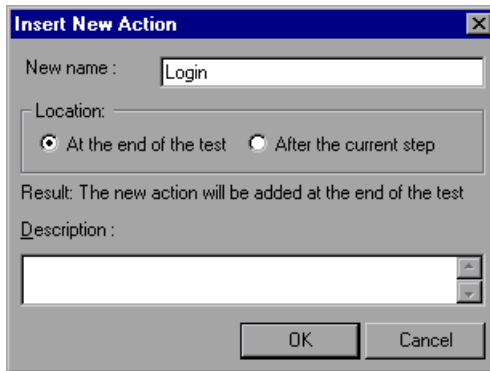 Insert New Action
New name :
Login
Location:
At the end of the test
After the current step
Result: The new action will be added at the end of the test
Description :
OK
Cancel